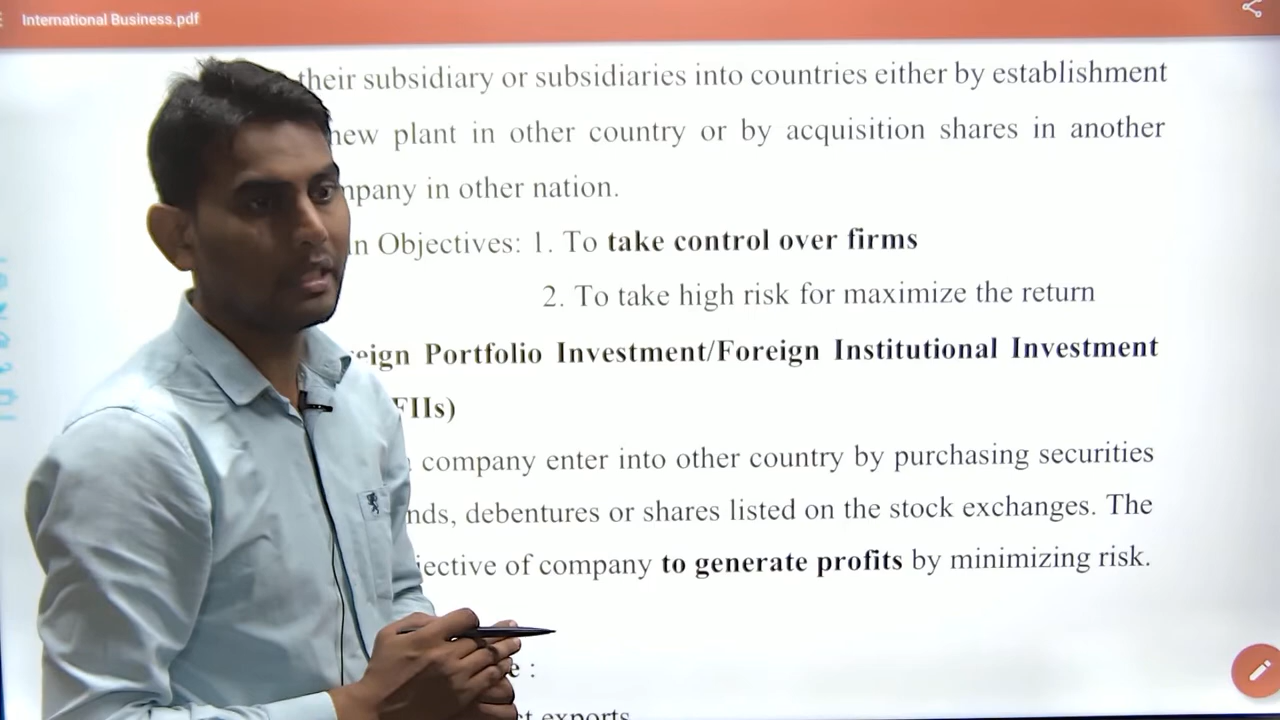 International Business.pdf
their subsidiary or subsidiaries into countries either by establishment
new plant in other country or by acquisition shares in another
mpany in other nation.
in Objectives: 1. To take control over firms
2. To take high risk for maximize the return
eign Portfolio Investment/Foreign Institutional Investment
FIIs)
company enter into other country by purchasing securities
nds, debentures or shares listed on the stock exchanges. The
jective of company to generate profits by minimizing risk.
e :
ct exports